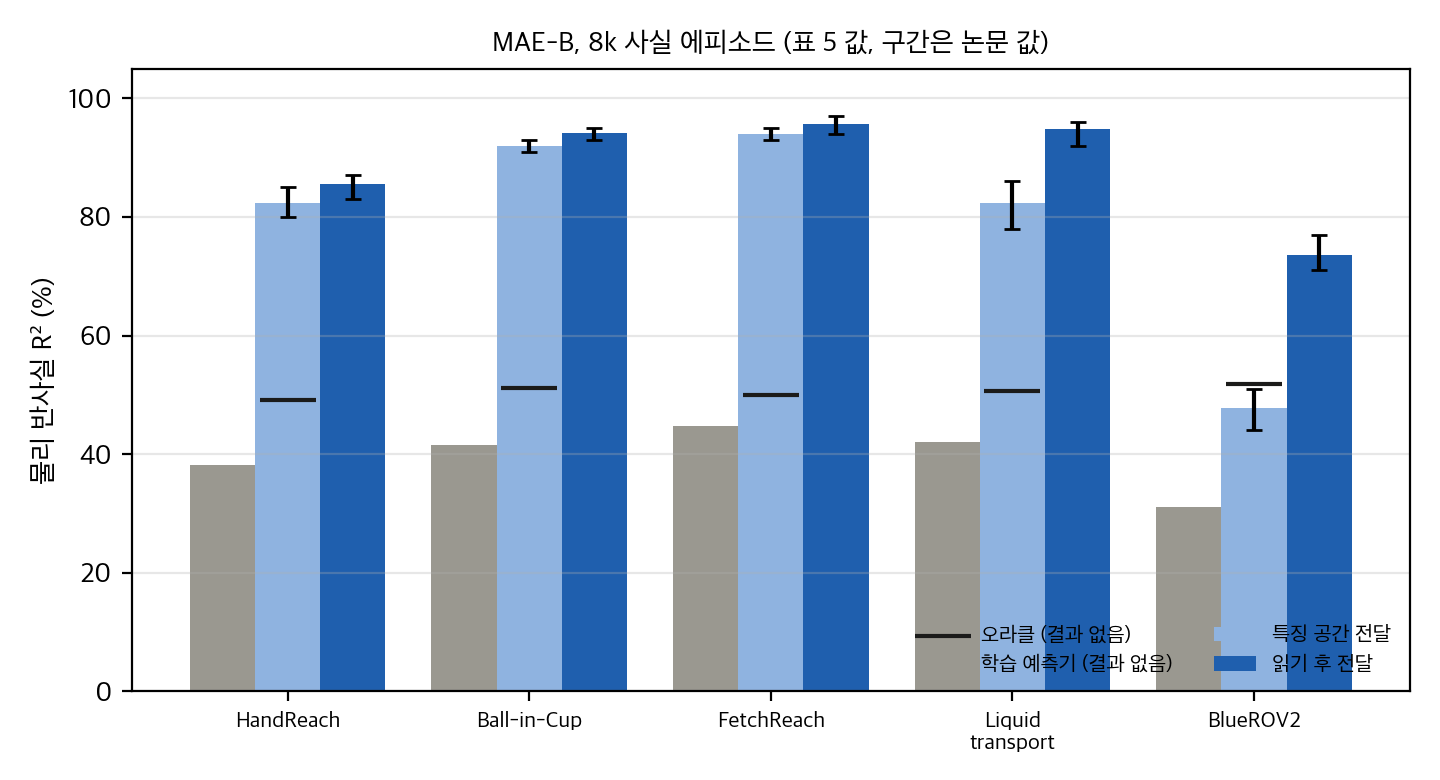 MAE-B, 8k 사실 에피소드 (표 5 값, 구간은 논문 값)
물리 반사실 R² (%)
100
80
60
40
20
0
오라클 (결과 없음)
학습 예측기 (결과 없음)
특징 공간 전달
읽기 후 전달
HandReach
Ball-in-Cup
FetchReach
Liquid
transport
BlueROV2